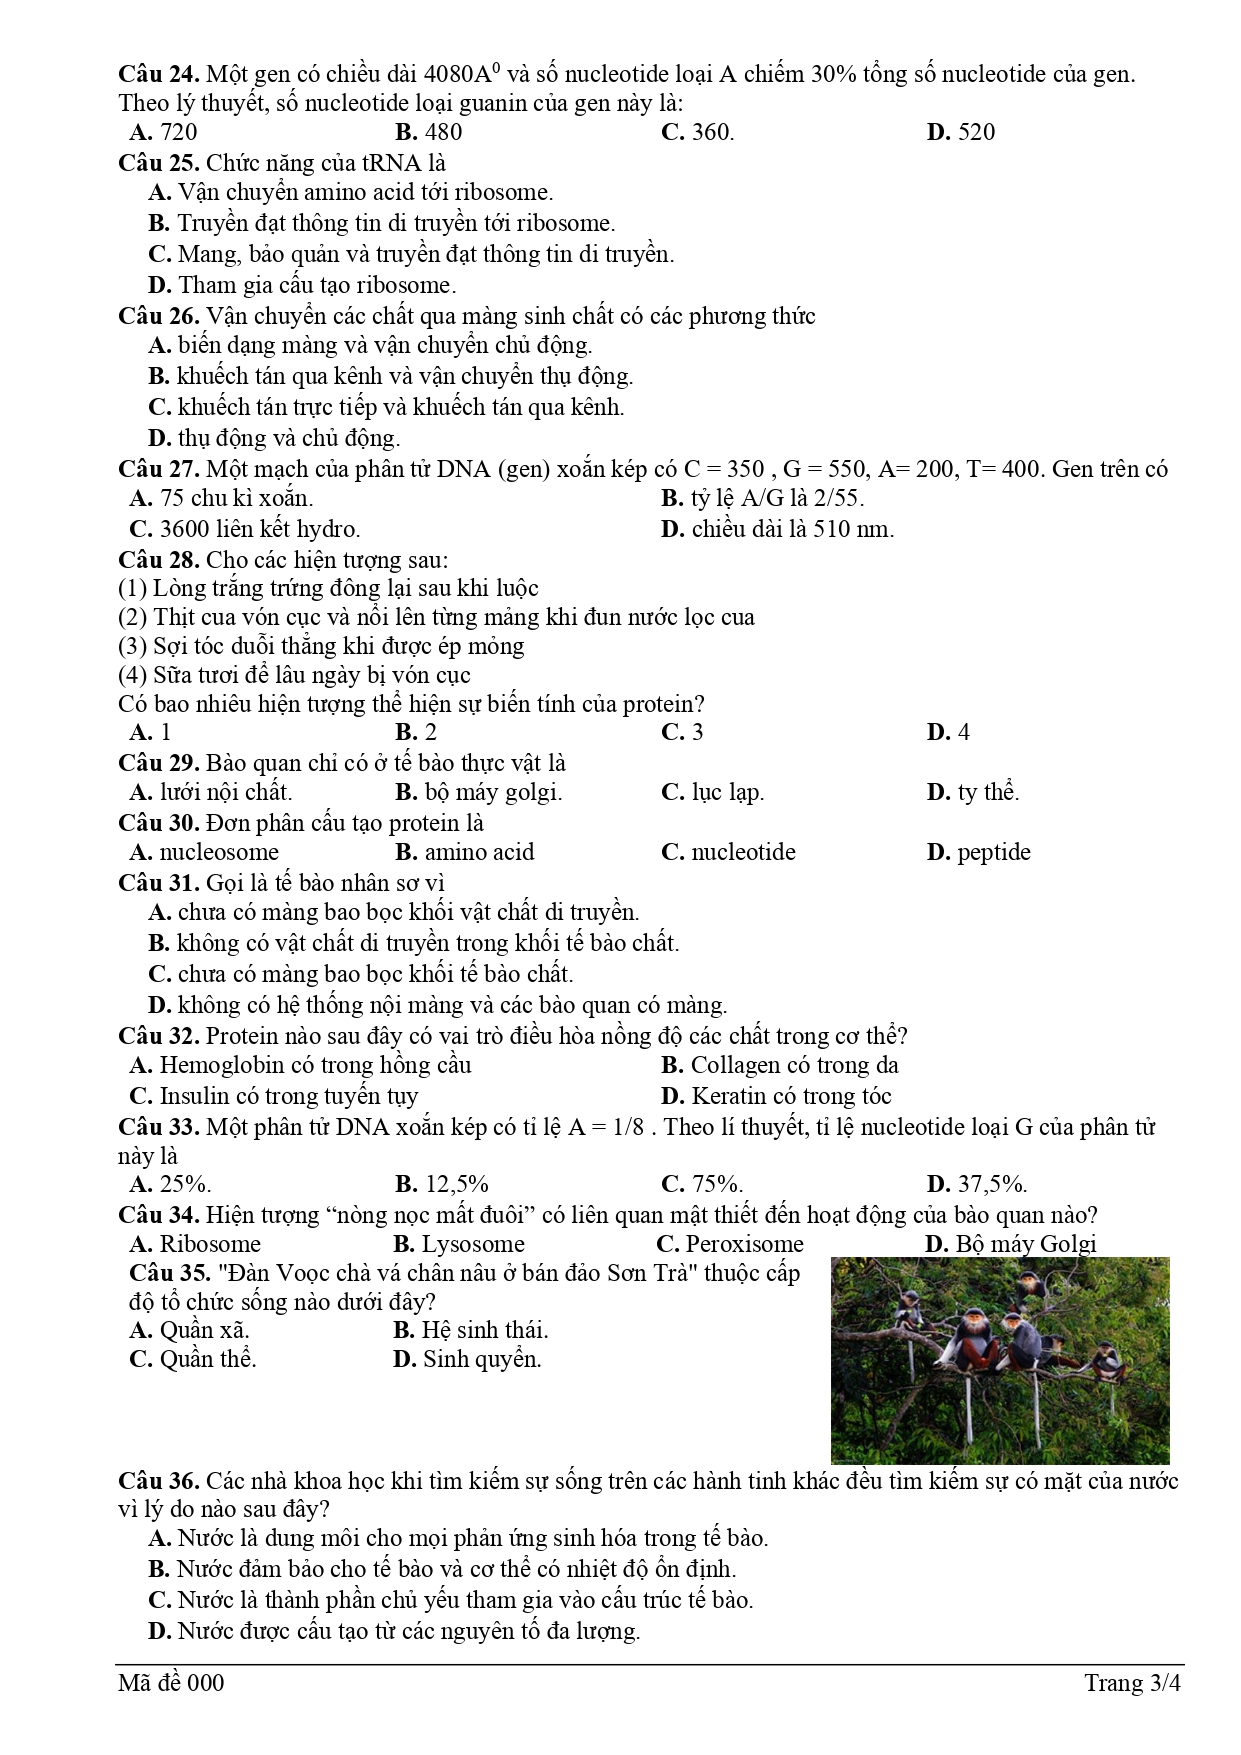 Câu 24. Một gen có chiều dài 4080A⁰ và số nucleotide loại A chiếm 30% tổng số nucleotide của gen.
Theo lý thuyết, số nucleotide loại guanin của gen này là:
A. 720 B. 480 C. 360. D. 520
Câu 25. Chức năng của tRNA là
A. Vận chuyển amino acid tới ribosome.
B. Truyền đạt thông tin di truyền tới ribosome.
C. Mang, bảo quản và truyền đạt thông tin di truyền.
D. Tham gia cấu tạo ribosome.
Câu 26. Vận chuyển các chất qua màng sinh chất có các phương thức
A. biến dạng màng và vận chuyển chủ động.
B. khuếch tán qua kênh và vận chuyển thụ động.
C. khuếch tán trực tiếp và khuếch tán qua kênh.
D. thụ động và chủ động.
Câu 27. Một mạch của phân tử DNA (gen) xoắn kép có C = 350 , G = 550, A= 200, T= 400. Gen trên có
A. 75 chu kì xoắn. B. tỷ lệ A/G là 2/55.
C. 3600 liên kết hydro. D. chiều dài là 510 nm.
Câu 28. Cho các hiện tượng sau:
(1) Lòng trắng trứng đông lại sau khi luộc
(2) Thịt cua vón cục và nổi lên từng mảng khi đun nước lọc cua
(3) Sợi tóc duỗi thẳng khi được ép mỏng
(4) Sữa tươi để lâu ngày bị vón cục
Có bao nhiêu hiện tượng thể hiện sự biến tính của protein?
A. 1 B. 2 C. 3 D. 4
Câu 29. Bào quan chỉ có ở tế bào thực vật là
A. lưới nội chất. B. bộ máy golgi. C. lục lạp. D. ty thể.
Câu 30. Đơn phân cấu tạo protein là
A. nucleosome B. amino acid C. nucleotide D. peptide
Câu 31. Gọi là tế bào nhân sơ vì
A. chưa có màng bao bọc khối vật chất di truyền.
B. không có vật chất di truyền trong khối tế bào chất.
C. chưa có màng bao bọc khối tế bào chất.
D. không có hệ thống nội màng và các bào quan có màng.
Câu 32. Protein nào sau đây có vai trò điều hòa nồng độ các chất trong cơ thể?
A. Hemoglobin có trong hồng cầu B. Collagen có trong da
C. Insulin có trong tuyến tụy D. Keratin có trong tóc
Câu 33. Một phân tử DNA xoắn kép có tỉ lệ A = 1/8 . Theo lí thuyết, tỉ lệ nucleotide loại G của phân tử
này là
A. 25%. B. 12,5% C. 75%. D. 37,5%.
Câu 34. Hiện tượng “nòng nọc mất đuôi” có liên quan mật thiết đến hoạt động của bào quan nào?
A. Ribosome B. Lysosome C. Peroxisome D. Bộ máy Golgi
Câu 35. "Đàn Voọc chà vá chân nâu ở bán đảo Sơn Trà" thuộc cấp
độ tổ chức sống nào dưới đây?
A. Quần xã. B. Hệ sinh thái.
C. Quần thể. D. Sinh quyển.
Câu 36. Các nhà khoa học khi tìm kiếm sự sống trên các hành tinh khác đều tìm kiếm sự có mặt của nước
vì lý do nào sau đây?
A. Nước là dung môi cho mọi phản ứng sinh hóa trong tế bào.
B. Nước đảm bảo cho tế bào và cơ thể có nhiệt độ ổn định.
C. Nước là thành phần chủ yếu tham gia vào cấu trúc tế bào.
D. Nước được cấu tạo từ các nguyên tố đa lượng.
Mã đề 000 Trang 3/4